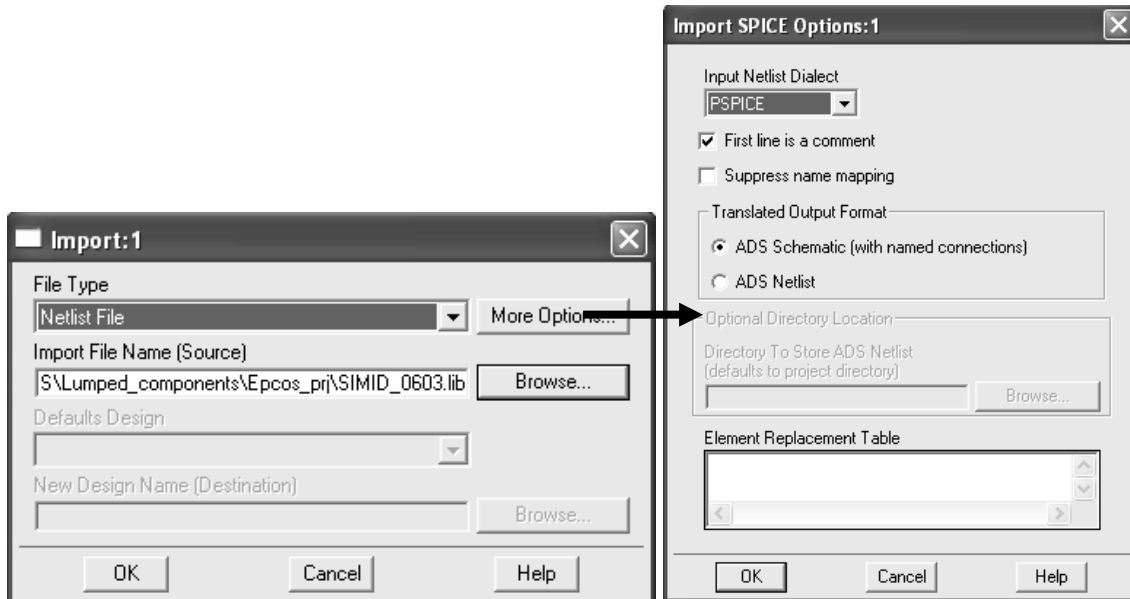 Import:1
File Type
Netlist File
More Options...
Import File Name (Source)
S\Lumped_components\Epcos_prj\SIMID_0603.lib
Browse...
Defaults Design
New Design Name (Destination)
Browse...
OK Cancel Help
Import SPICE Options:1
Input Netlist Dialect
PSPICE
First line is a comment
Suppress name mapping
Translated Output Format
ADS Schematic (with named connections)
ADS Netlist
Optional Directory Location
Directory To Store ADS Netlist
(defaults to project directory)
Browse...
Element Replacement Table
OK Cancel Help